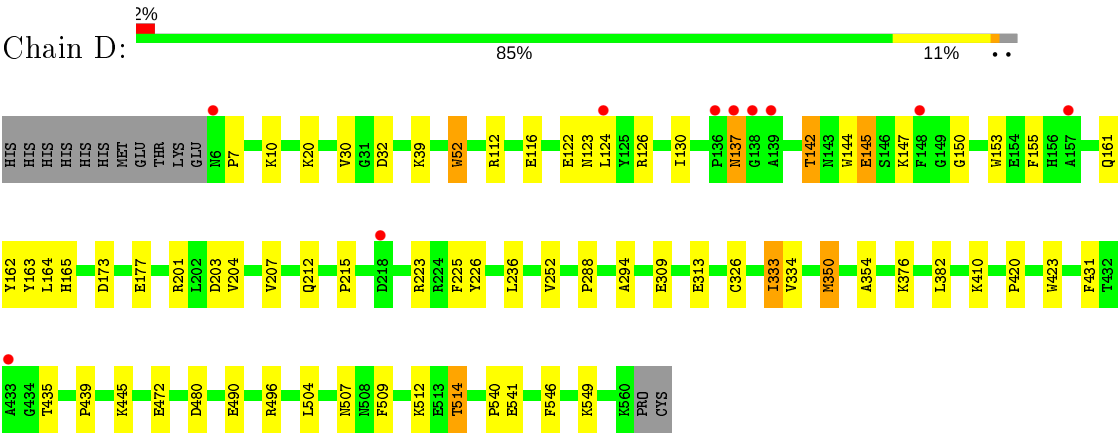 2%
Chain D:
85% 11% • •
HIS HIS HIS HIS HIS HIS MET GLU THR LYS GLU N6 P7 K10 K20 V30 G31 D32 K39 W52 R112 E116 E122 N123 L124 Y125 R126 I130 P136 N137 G138 A139 T142 N143 W144 E145 S146 K147 F148 G149 G150 W153 E154 F155 H156 A157 Q161
Y162 Y163 L164 H165 D173 E177 R201 L202 D203 V204 V207 Q212 P215 D218 R223 R224 F225 Y226 L236 V252 P288 A294 E309 E313 C326 I333 V334 M350 A354 K376 L382 K410 P420 W423 F431 T432
A433 G434 T435 P439 K445 E472 D480 E490 R496 L504 N507 N508 F509 K512 E513 T514 P540 E541 F546 K549 K560 PRO CYS